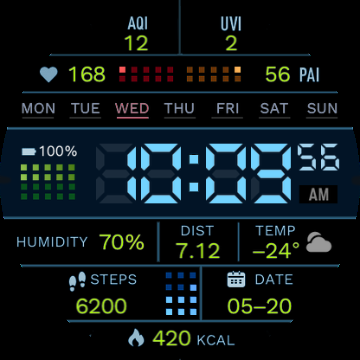 AQI UVI
12 2
168 56 PAI
MON TUE WED THU FRI SAT SUN
100%
10:09 56
AM
HUMIDITY 70% DIST TEMP
7.12 -24°
STEPS DATE
6200 05-20
420 KCAL